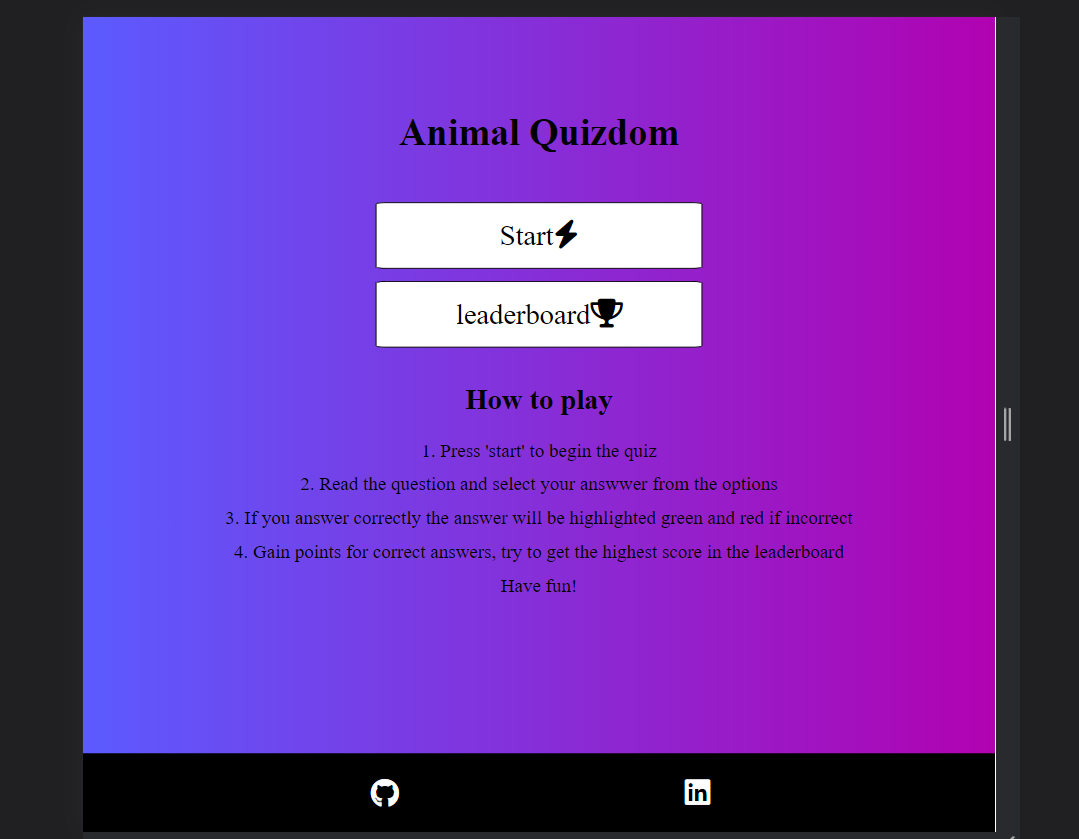 Animal Quizdom
Start
leaderboard
How to play
1. Press 'start' to begin the quiz
2. Read the question and select your answwer from the options
3. If you answer correctly the answer will be highlighted green and red if incorrect
4. Gain points for correct answers, try to get the highest score in the leaderboard
Have fun!
in